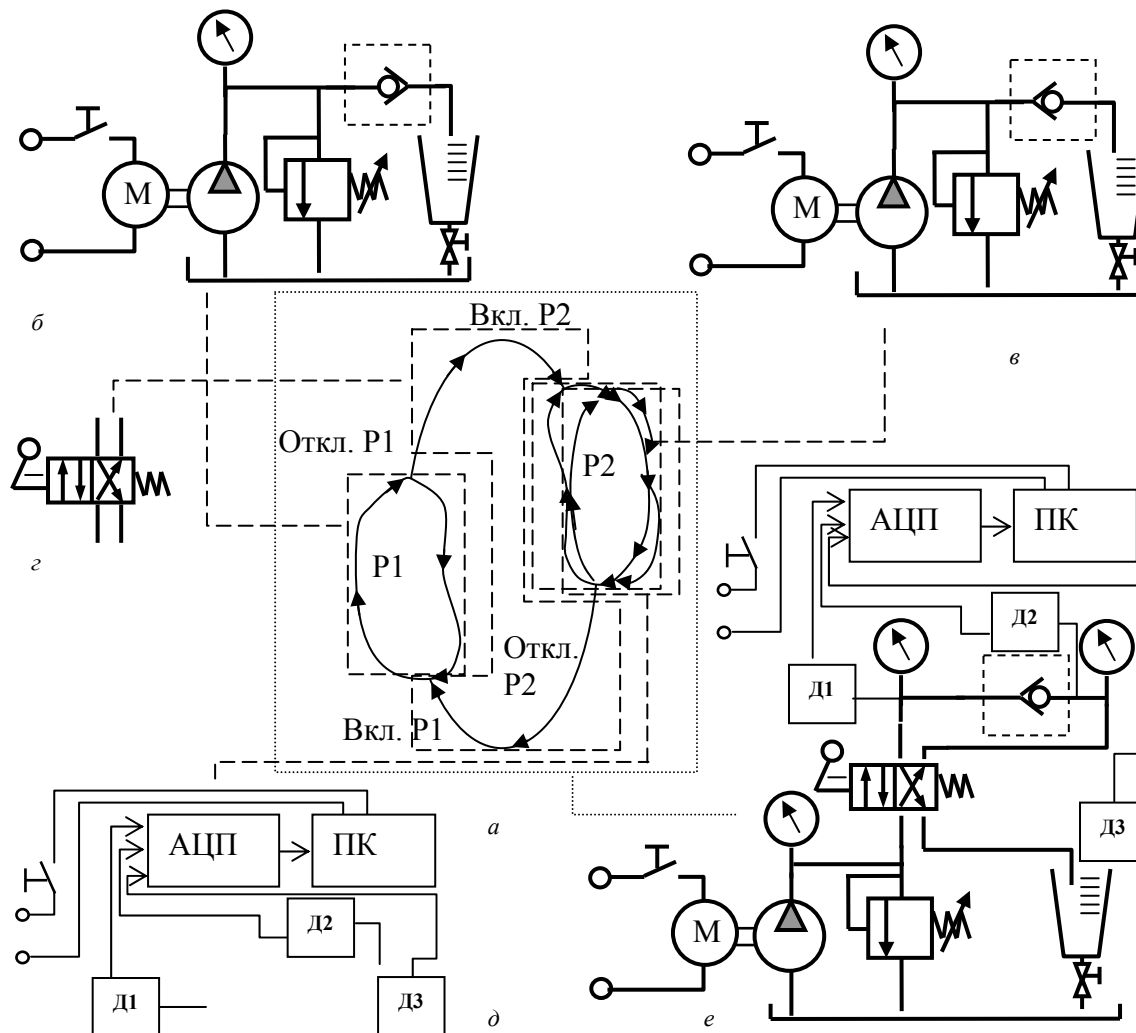 М
б
М
в
Вкл. Р2
Откл. Р1
Р2
Р1
Откл.
Р2
Вкл. Р1
г
а
АЦП
ПК
Д2
Д1
Д3
М
е
АЦП
ПК
Д2
Д1
Д3
д